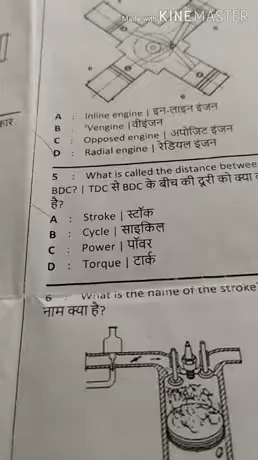 Made with KINEMASTER
A : Inline engine | इन-लाइन इंजन
B : 'Vengine | वीइंजन
C : Opposed engine | अपोजिट इंजन
D : Radial engine | रेडियल इंजन
5 : What is called the distance betwee
BDC? | TDC से BDC के बीच की दूरी को क्या
है?
A : Stroke | स्टॉक
B : Cycle | साइकिल
C : Power | पॉवर
D : Torque | टार्क
6 : What is the name of the stroke
नाम क्या है?